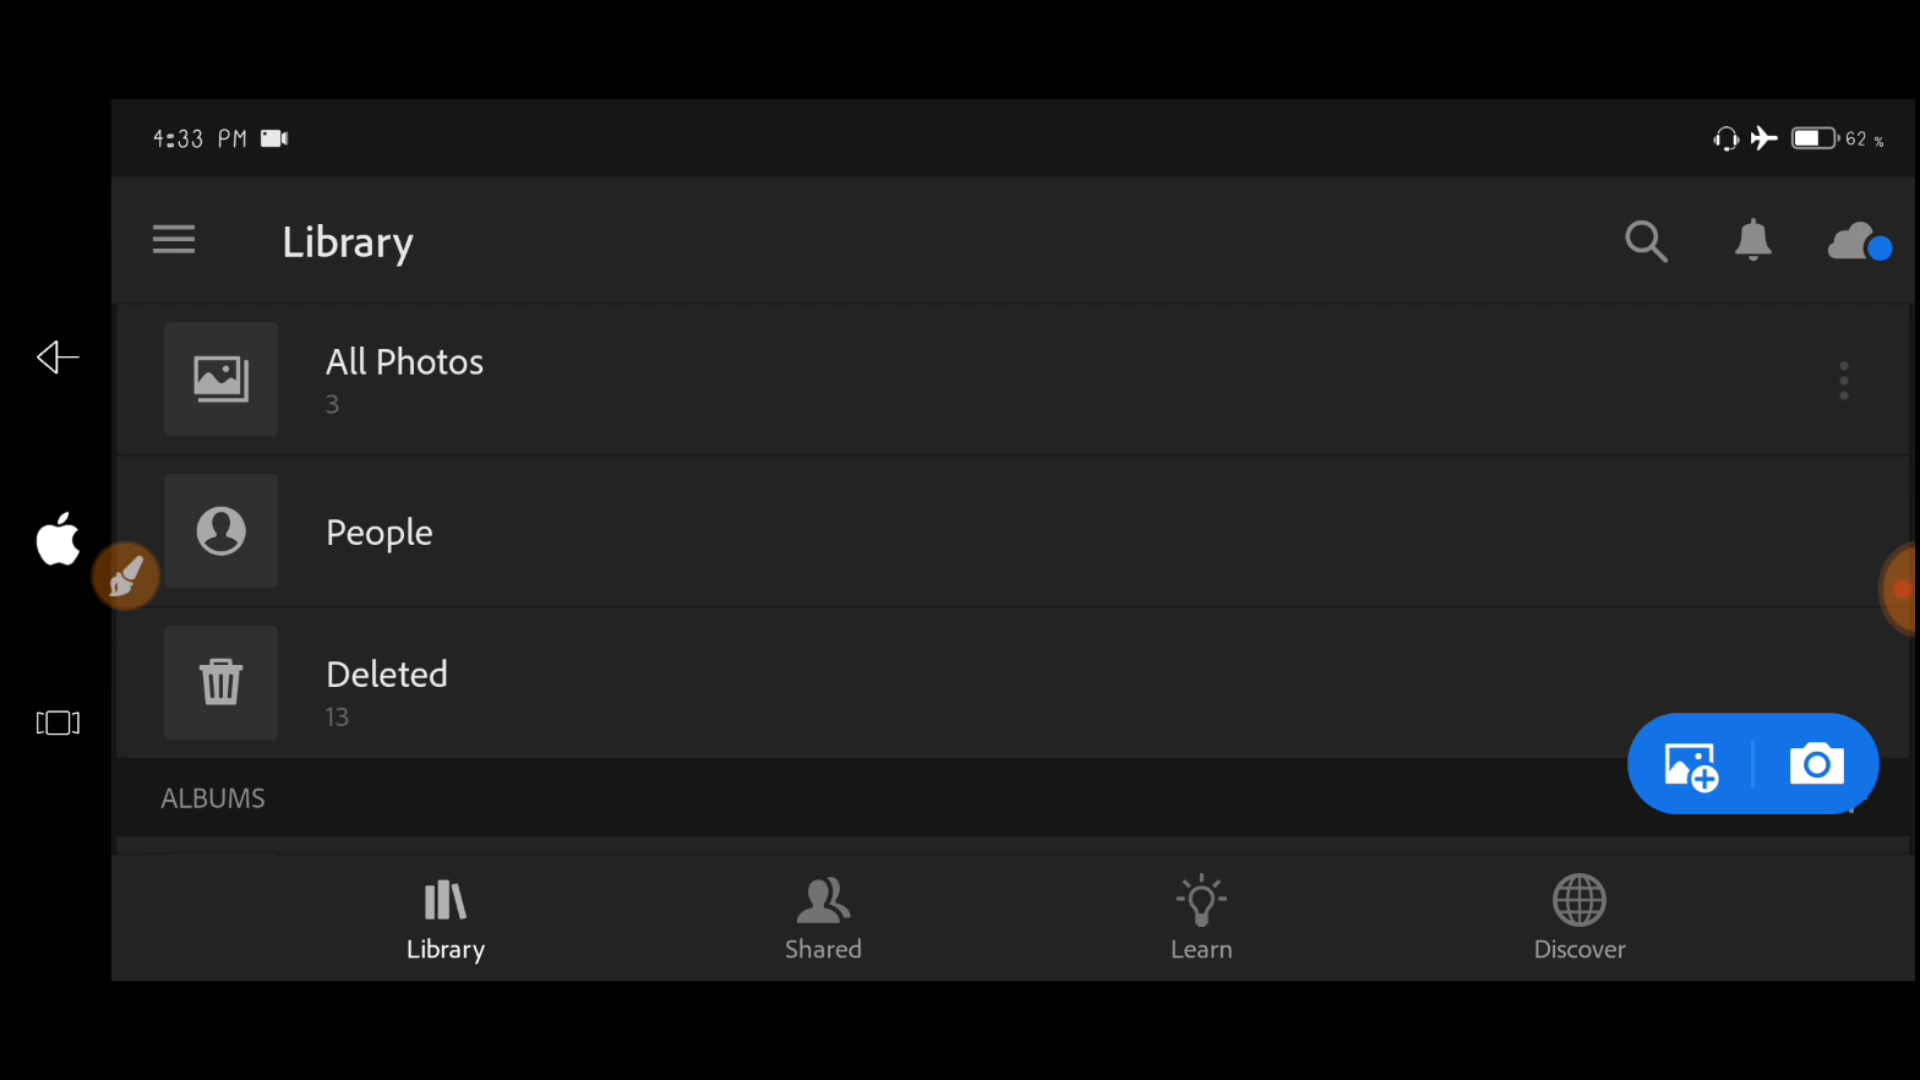 4:33 PM
62 %
Library
All Photos
3
People
Deleted
13
ALBUMS
Library
Shared
Learn
Discover